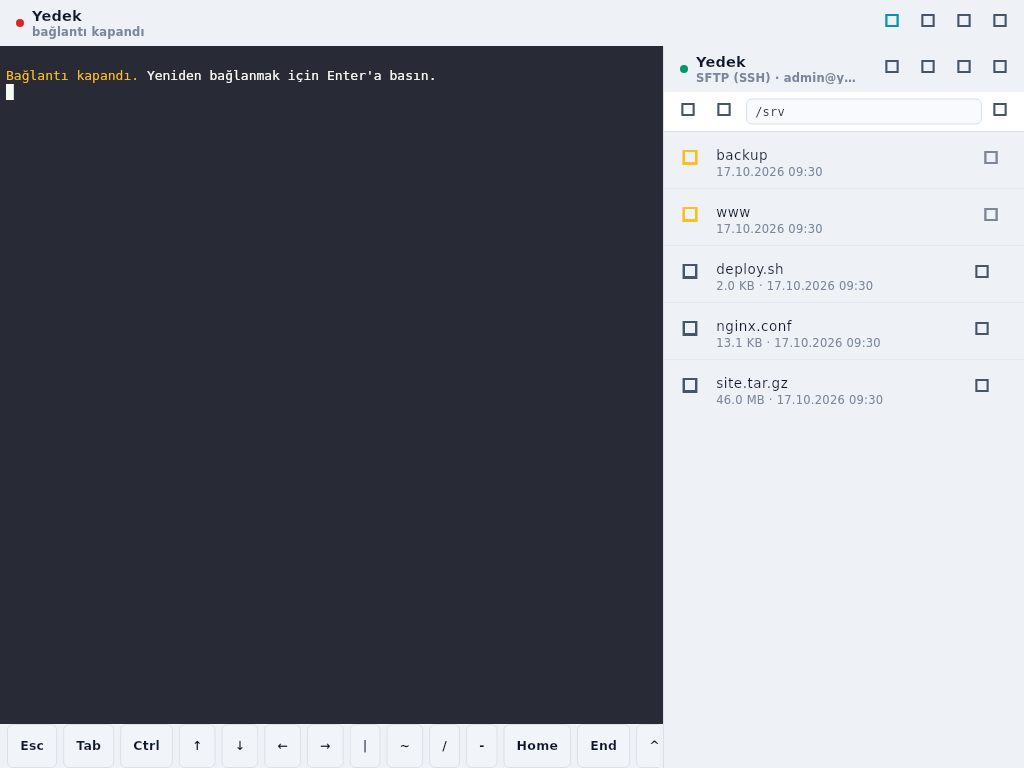 Yedek
bağlantı kapandı
Bağlantı kapandı. Yeniden bağlanmak için Enter'a basın.
Yedek
SFTP (SSH) · admin@y…
/srv
backup
17.10.2026 09:30
www
17.10.2026 09:30
deploy.sh
2.0 KB · 17.10.2026 09:30
nginx.conf
13.1 KB · 17.10.2026 09:30
site.tar.gz
46.0 MB · 17.10.2026 09:30
Esc Tab Ctrl ↑ ↓ ← → | ~ / - Home End ^